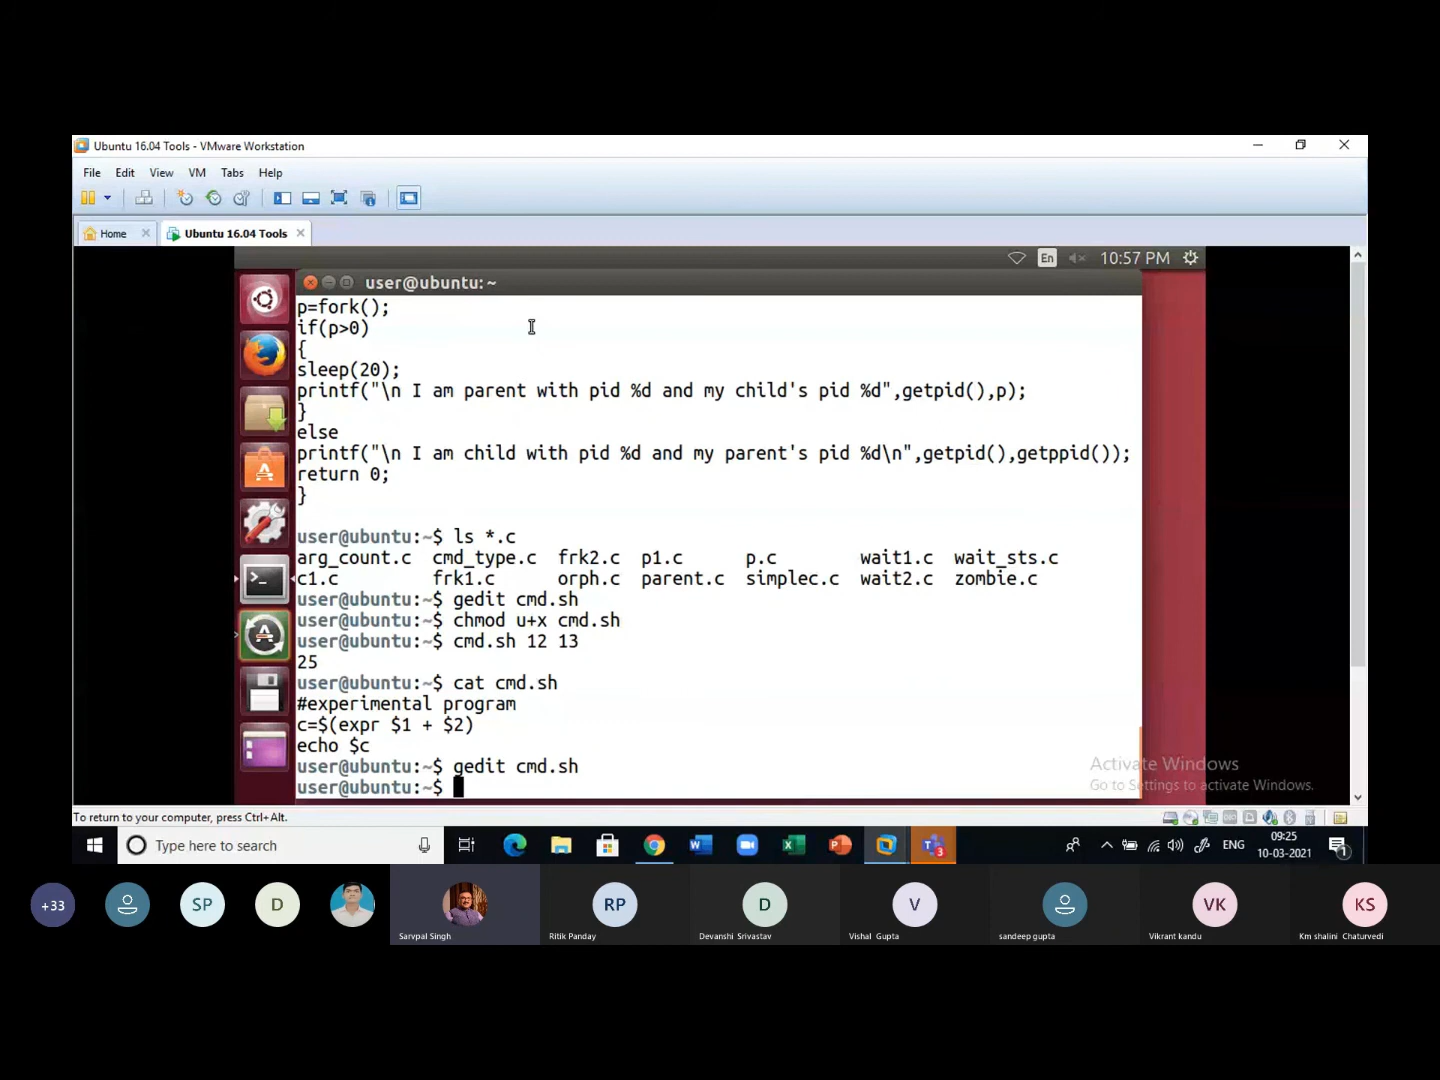 Ubuntu 16.04 Tools - VMware Workstation
File Edit View VM Tabs Help
Home Ubuntu 16.04 Tools
En 10:57 PM
user@ubuntu: ~
p=fork();
if(p>0)
{
sleep(20);
printf("\n I am parent with pid %d and my child's pid %d",getpid(),p);
}
else
printf("\n I am child with pid %d and my parent's pid %d\n",getpid(),getppid());
return 0;
}
user@ubuntu:~$ ls *.c
arg_count.c cmd_type.c frk2.c p1.c p.c wait1.c wait_sts.c
c1.c frk1.c orph.c parent.c simplec.c wait2.c zombie.c
user@ubuntu:~$ gedit cmd.sh
user@ubuntu:~$ chmod u+x cmd.sh
user@ubuntu:~$ cmd.sh 12 13
25
user@ubuntu:~$ cat cmd.sh
#experimental program
c=$(expr $1 + $2)
echo $c
user@ubuntu:~$ gedit cmd.sh
user@ubuntu:~$
Activate Windows
Go to Settings to activate Windows.
To return to your computer, press Ctrl+Alt.
Type here to search
ENG
09:25
10-03-2021
+33 SP D RP D V VK KS
Sarvpal Singh Ritik Panday Devanshi Srivastav Vishal Gupta sandeep gupta Vikrant kandu Km shalini Chaturvedi